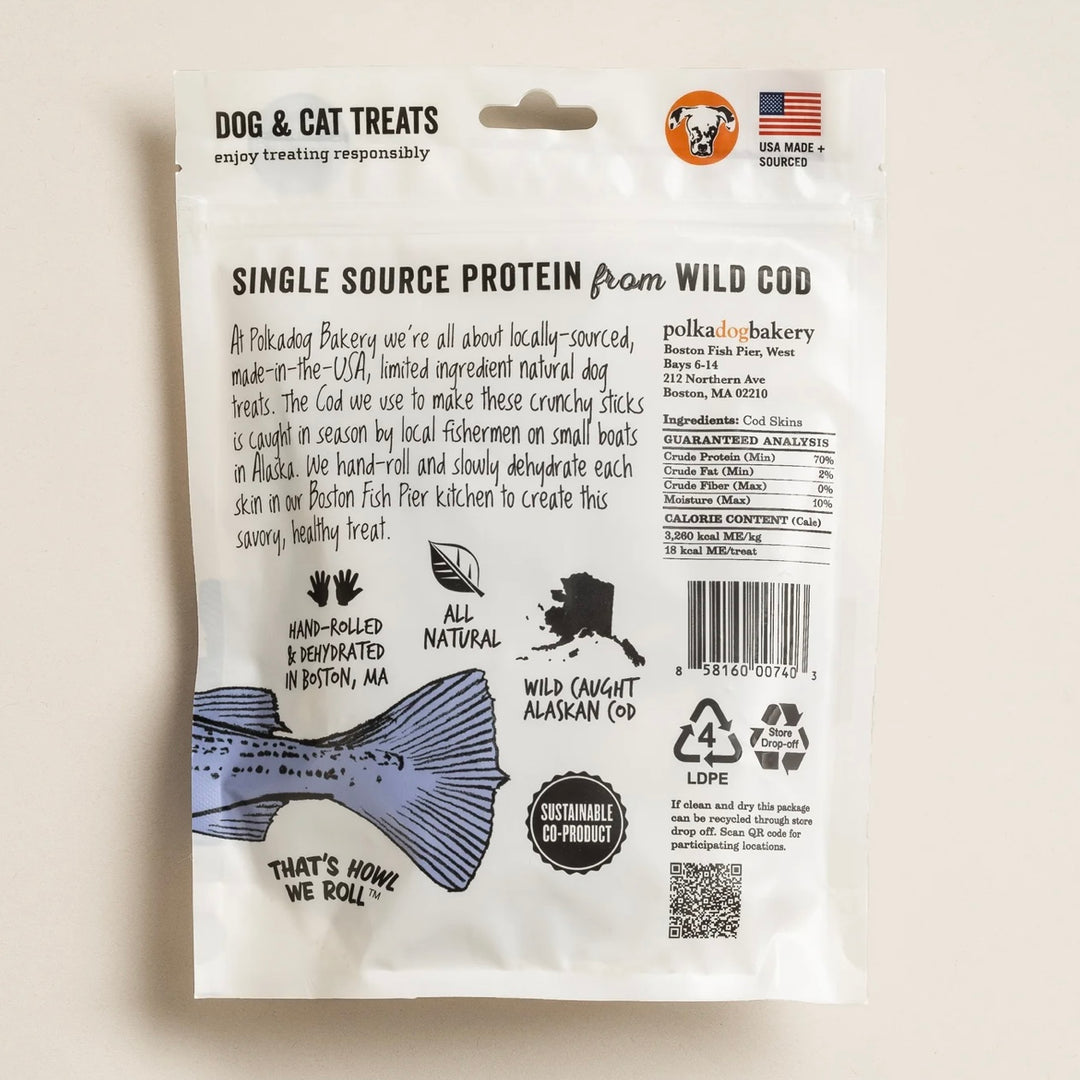 DOG & CAT TREATS
enjoy treating responsibly
USA MADE +
SOURCED
SINGLE SOURCE PROTEIN from WILD COD
At Polkadog Bakery we're all about locally-sourced,
made-in-the-USA, limited ingredient natural dog
treats. The Cod we use to make these crunchy sticks
is caught in season by local fishermen on small boats
in Alaska. We hand-roll and slowly dehydrate each
skin in our Boston Fish Pier kitchen to create this
savory, healthy treat.
polkadogbakery
Boston Fish Pier, West
Bays 6-14
212 Northern Ave
Boston, MA 02210
Ingredients: Cod Skins
GUARANTEED ANALYSIS
Crude Protein (Min) 70%
Crude Fat (Min) 2%
Crude Fiber (Max) 0%
Moisture (Max) 10%
CALORIE CONTENT (Calc)
3,260 kcal ME/kg
18 kcal ME/treat
HAND-ROLLED
& DEHYDRATED
IN BOSTON, MA
ALL
NATURAL
WILD CAUGHT
ALASKAN COD
8 58160 00740 3
4
LDPE
Store
Drop-off
SUSTAINABLE
CO-PRODUCT
If clean and dry this package
can be recycled through store
drop off. Scan QR code for
participating locations.
THAT'S HOWL
WE ROLL™